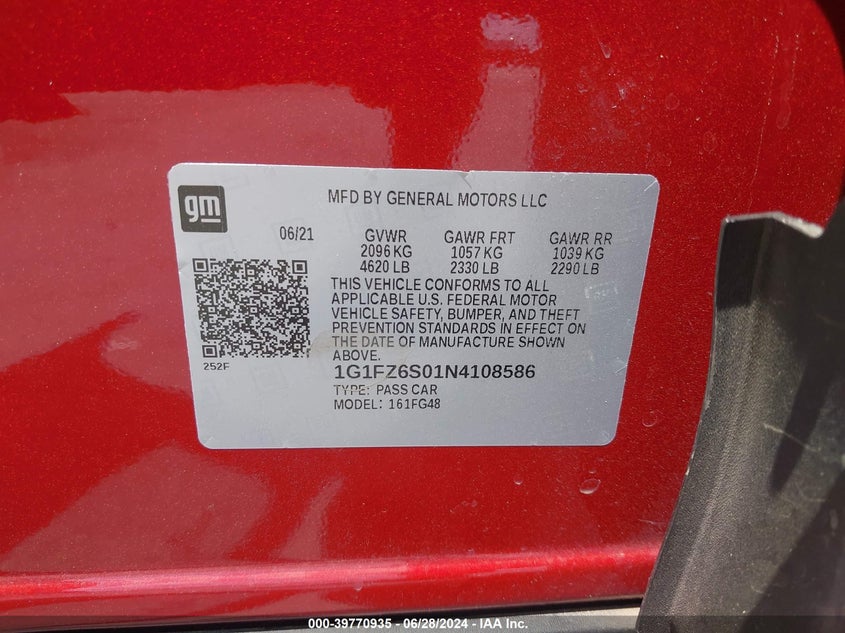 gm
MFD BY GENERAL MOTORS LLC
06/21 GVWR GAWR FRT GAWR RR
2096 KG 1057 KG 1039 KG
4620 LB 2330 LB 2290 LB
THIS VEHICLE CONFORMS TO ALL
APPLICABLE U.S. FEDERAL MOTOR
VEHICLE SAFETY, BUMPER, AND THEFT
PREVENTION STANDARDS IN EFFECT ON
THE DATE OF MANUFACTURE SHOWN
ABOVE.
252F
1G1FZ6S01N4108586
TYPE: PASS CAR
MODEL: 161FG48
000-39770935 - 06/28/2024 - IAA Inc.